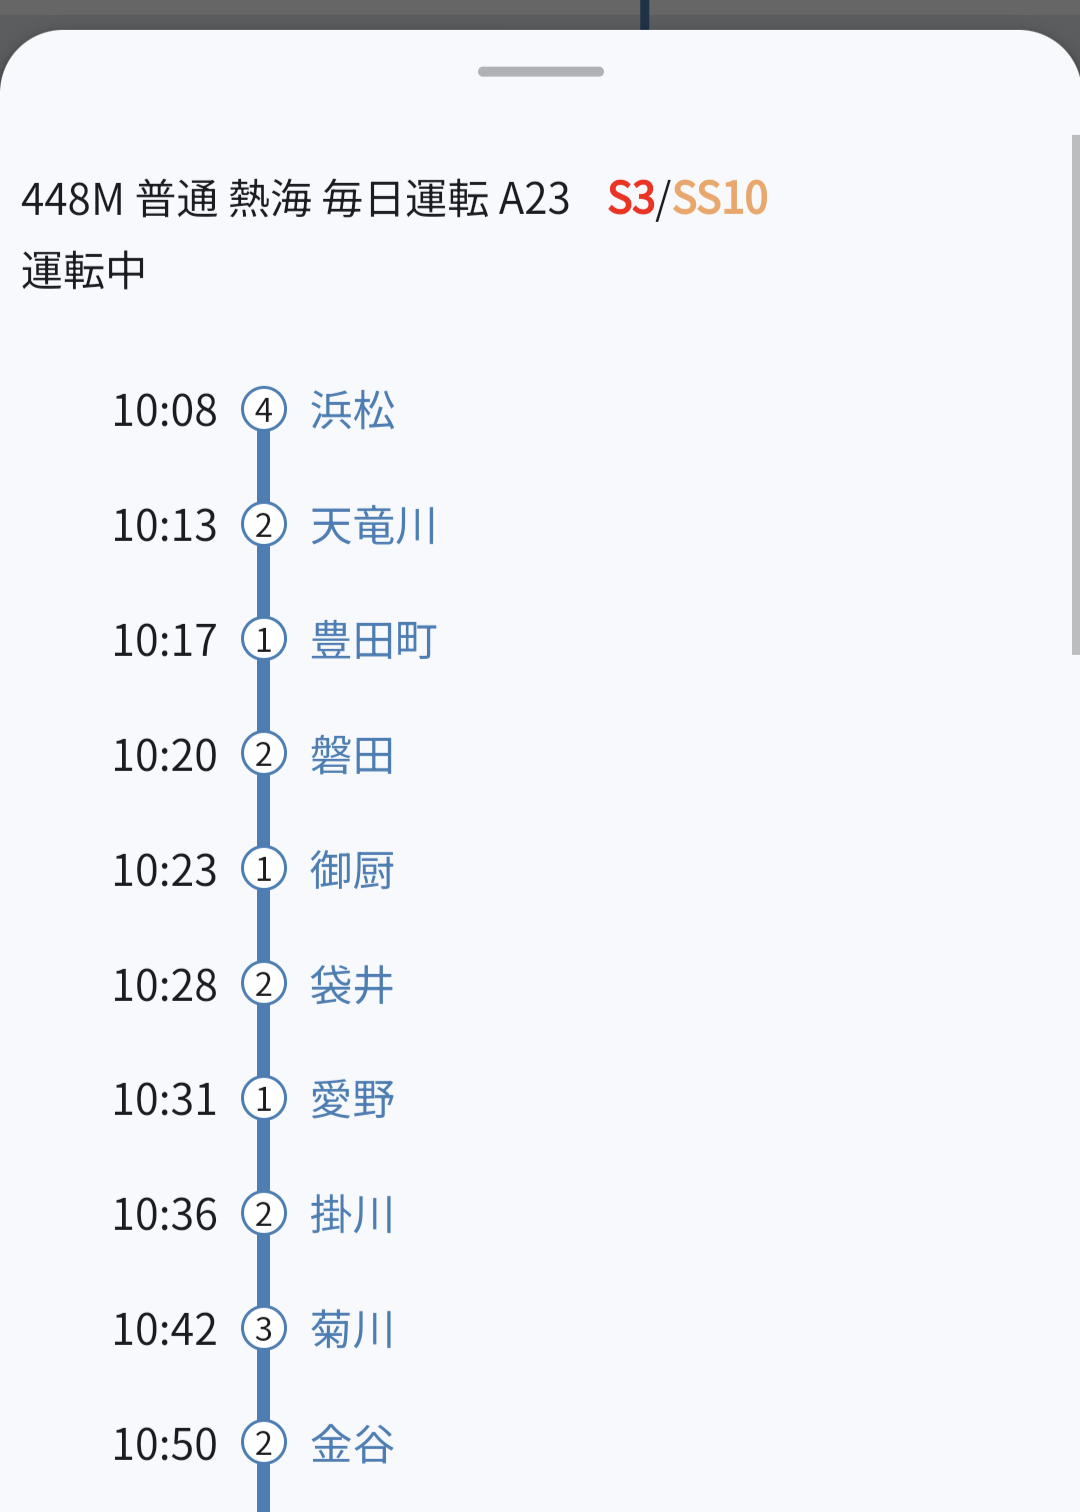 448M 普通 熱海 毎日運転 A23 S3/SS10
運転中
10:08 4 浜松
10:13 2 天竜川
10:17 1 豊田町
10:20 2 磐田
10:23 1 御厨
10:28 2 袋井
10:31 1 愛野
10:36 2 掛川
10:42 3 菊川
10:50 2 金谷